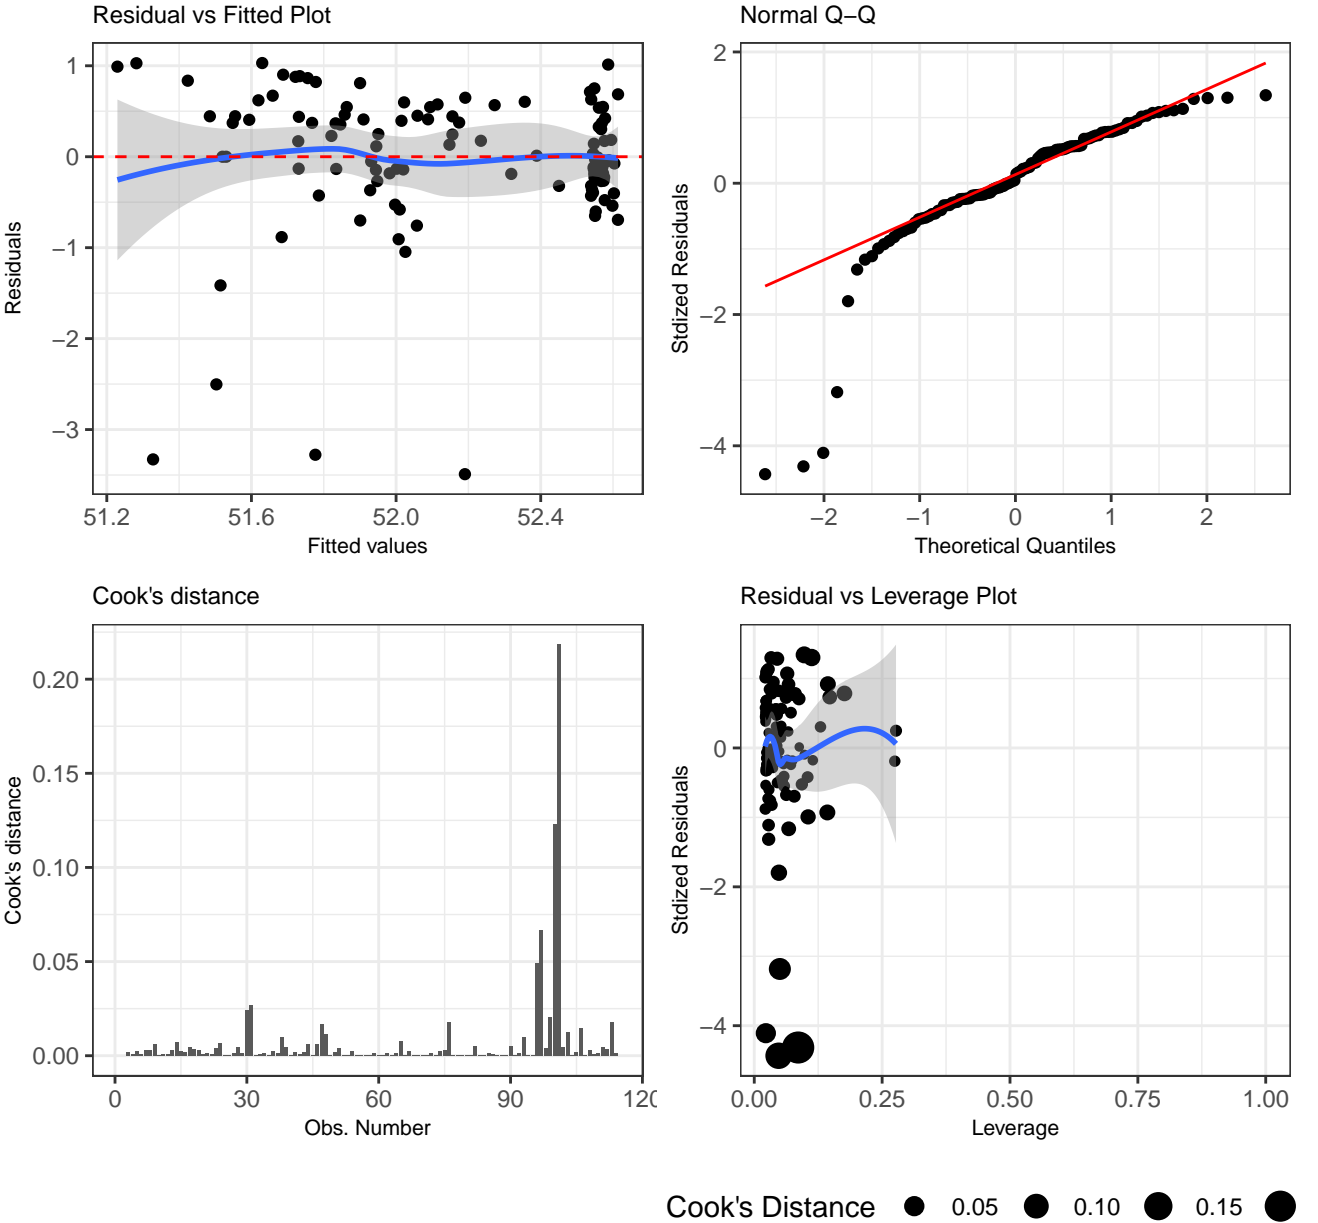 Residual vs Fitted Plot
1
0
−1
−2
−3
51.2 51.6 52.0 52.4
Fitted values
Residuals
Normal Q−Q
2
0
−2
−4
−2 −1 0 1 2
Theoretical Quantiles
Stdized Residuals
Cook's distance
0.20
0.15
0.10
0.05
0.00
0 30 60 90 120
Obs. Number
Cook's distance
Residual vs Leverage Plot
0
−2
−4
0.00 0.25 0.50 0.75 1.00
Leverage
Stdized Residuals
Cook's Distance 0.05 0.10 0.15